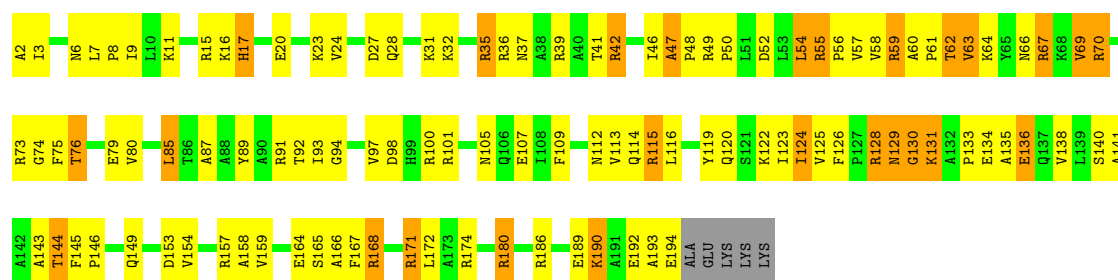 A2 I3 N6 L7 P8 I9 L10 K11 R15 K16 H17 E20 K23 V24 D27 Q28 K31 K32 R35 R36 N37 A38 R39 A40 T41 R42 I46 A47 P48 R49 P50 L51 D52 L53 L54 R55 P56 V57 V58 R59 A60 P61 T62 V63 K64 Y65 N66 R67 K68 V69 R70
R73 G74 F75 T76 E79 V80 L85 T86 A87 A88 Y89 A90 R91 T92 I93 G94 V97 D98 H99 R100 R101 N105 Q106 E107 I108 F109 N112 V113 Q114 R115 L116 Y119 Q120 S121 K122 I123 I124 V125 F126 P127 R128 N129 G130 K131 A132 P133 E134 A135 E136 Q137 V138 L139 S140 L141
A142 A143 T144 F145 P146 Q149 D153 V154 R157 A158 V159 E164 S165 A166 F167 R168 R171 L172 A173 R174 R180 R186 E189 K190 A191 E192 A193 E194 ALA GLU LYS LYS LYS